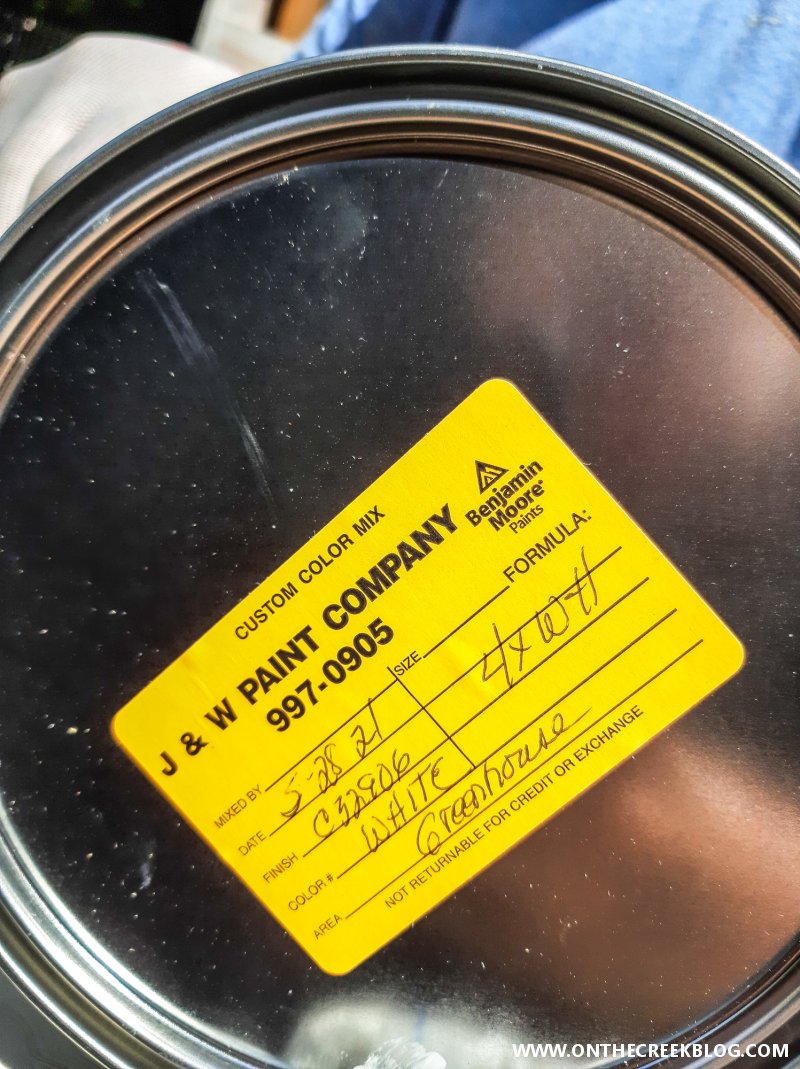 CUSTOM COLOR MIX
J & W PAINT COMPANY
997-0905
Benjamin
Moore®
Paints
MIXED BY
SIZE
FORMULA:
DATE 5-28 21
4x WH
FINISH C32906
COLOR # WHITE
AREA Greenhouse
NOT RETURNABLE FOR CREDIT OR EXCHANGE
WWW.ONTHECREEKBLOG.COM